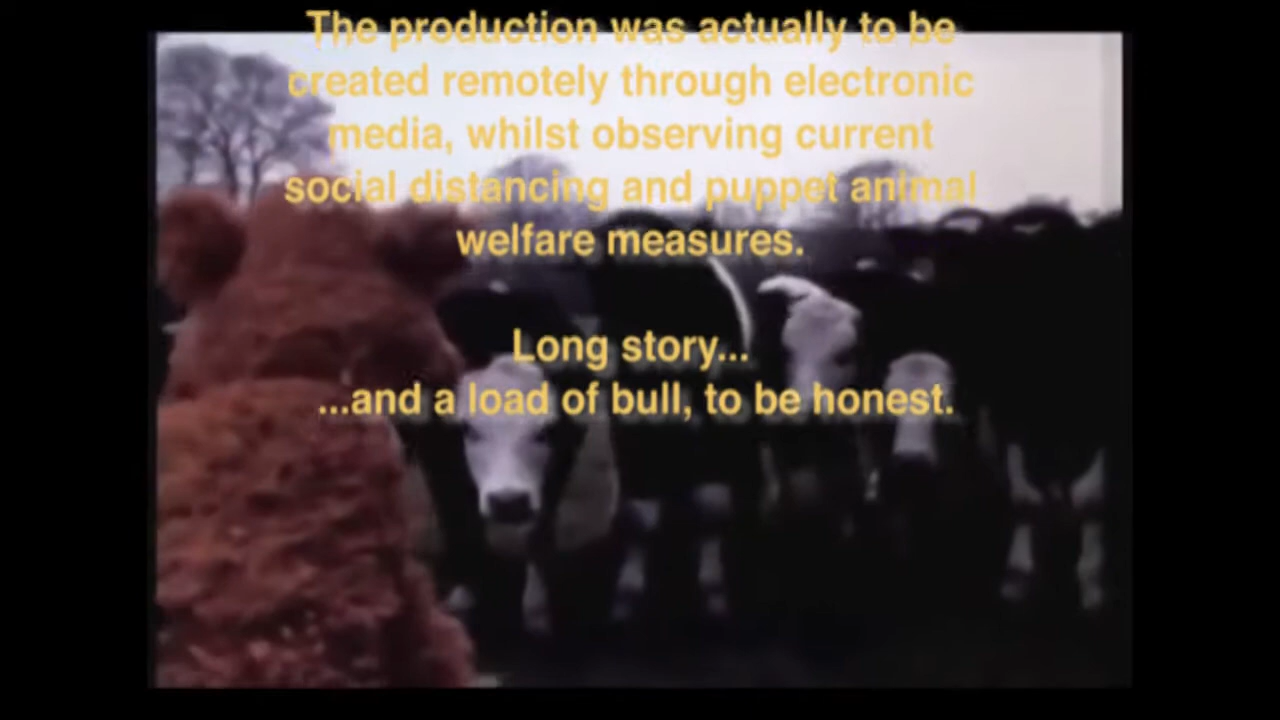 The production was actually to be
created remotely through electronic
media, whilst observing current
social distancing and puppet animal
welfare measures.
Long story...
...and a load of bull, to be honest.